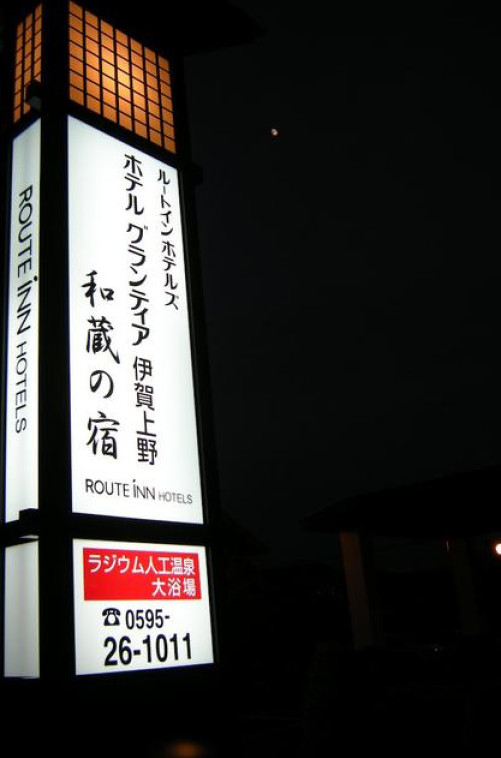 ルートインホテルズ
ホテル グランティア 伊賀上野
和蔵の宿
ROUTE iNN HOTELS
ラジウム人工温泉
大浴場
☎0595-
26-1011
ROUTE iNN HOTELS